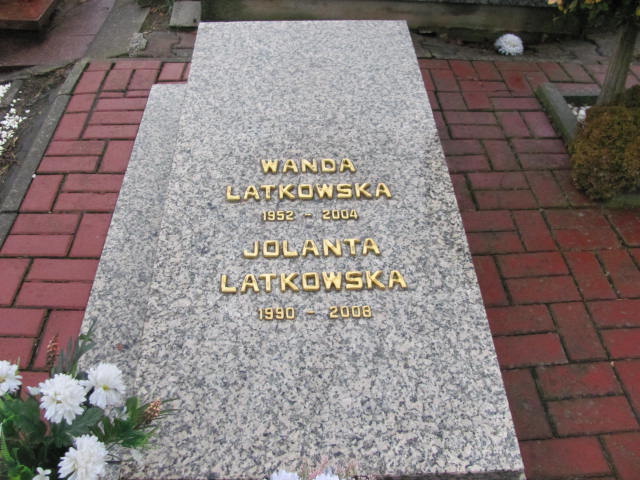 WANDA
LATKOWSKA
1952 - 2004
JOLANTA
LATKOWSKA
1990 - 2008